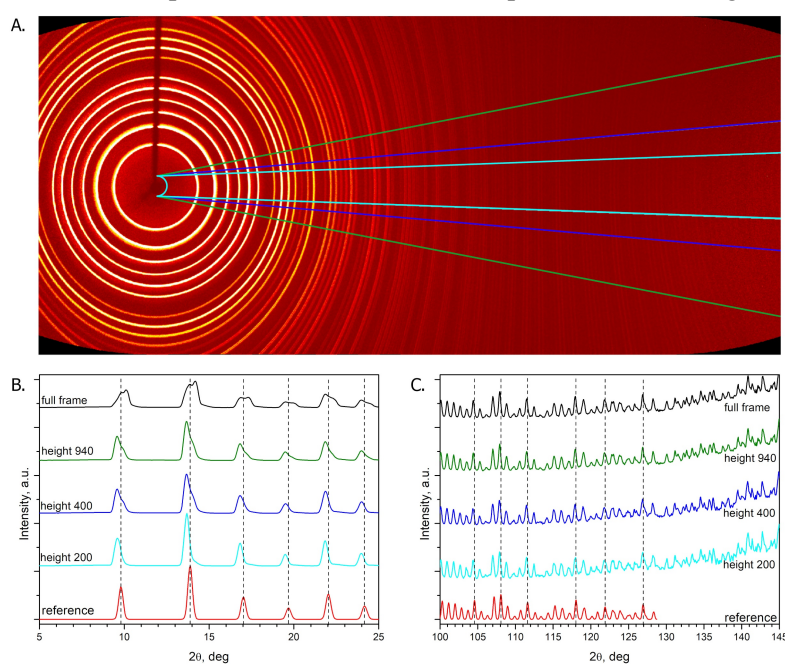 A.
B.
full frame
height 940
height 400
height 200
reference
Intensity, a.u.
5 10 15 20 25
2θ, deg
C.
full frame
height 940
height 400
height 200
reference
Intensity, a.u.
100 105 110 115 120 125 130 135 140 145
2θ, deg